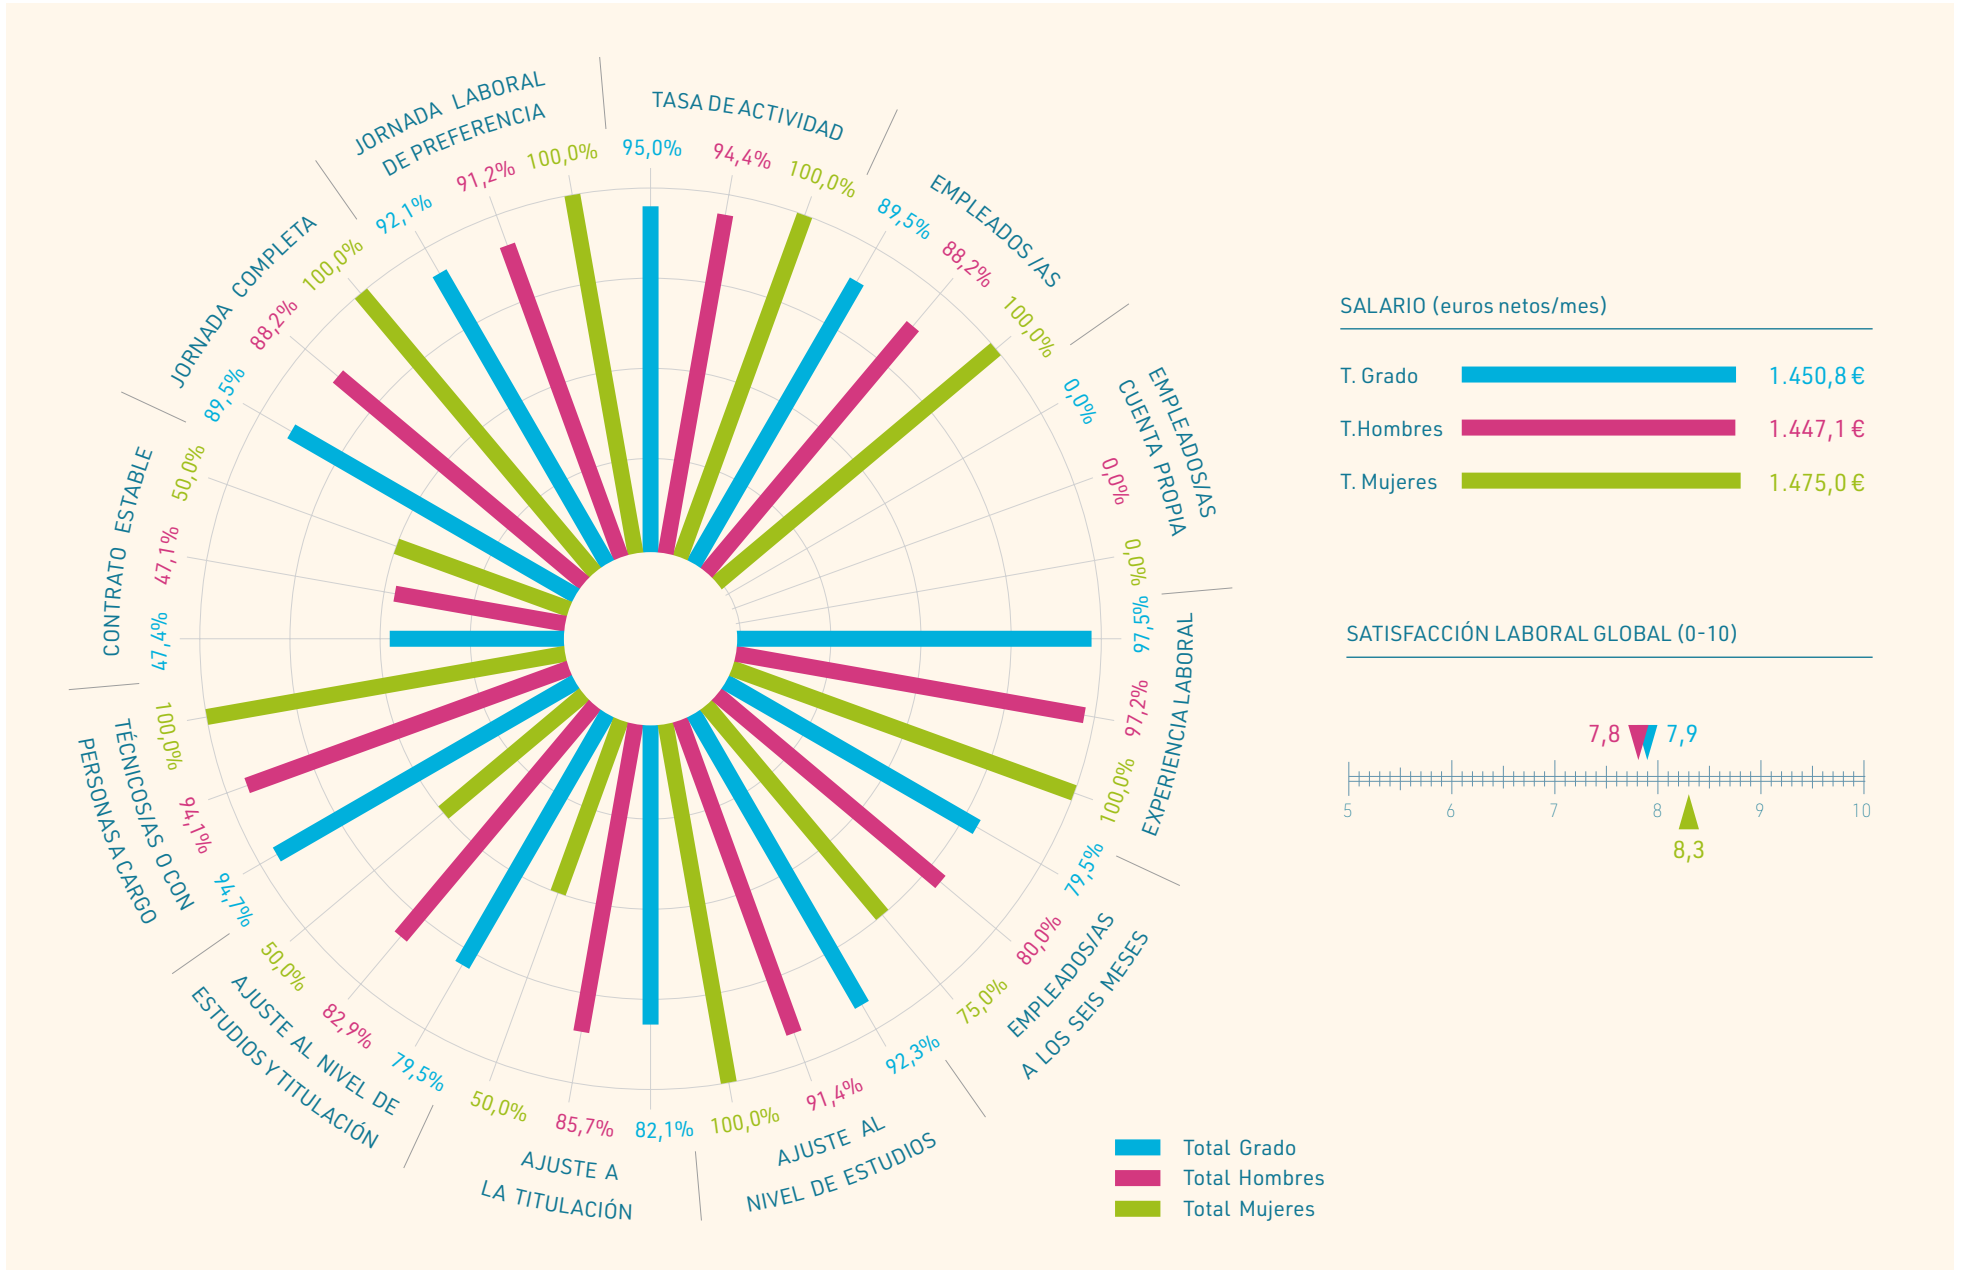 JORNADA LABORAL
DE PREFERENCIA
92,1%
91,2%
100,0%
TASA DE ACTIVIDAD
95,0%
94,4%
100,0%
EMPLEADOS /AS
89,5%
88,2%
100,0%
EMPLEADOS/AS
CUENTA PROPIA
0,0%
0,0%
0,0%
EXPERIENCIA LABORAL
97,5%
97,2%
100,0%
EMPLEADOS/AS
A LOS SEIS MESES
79,5%
80,0%
75,0%
AJUSTE AL
NIVEL DE ESTUDIOS
92,3%
91,4%
100,0%
AJUSTE A
LA TITULACIÓN
82,1%
85,7%
50,0%
AJUSTE AL NIVEL DE
ESTUDIOS Y TITULACIÓN
79,5%
82,9%
50,0%
TÉCNICOS/AS O CON
PERSONAS A CARGO
94,7%
94,1%
100,0%
CONTRATO ESTABLE
47,4%
47,1%
50,0%
JORNADA COMPLETA
89,5%
88,2%
100,0%
SALARIO (euros netos/mes)
T. Grado 1.450,8 €
T.Hombres 1.447,1 €
T. Mujeres 1.475,0 €
SATISFACCIÓN LABORAL GLOBAL (0-10)
7,8 7,9
5 6 7 8 9 10
8,3
Total Grado
Total Hombres
Total Mujeres